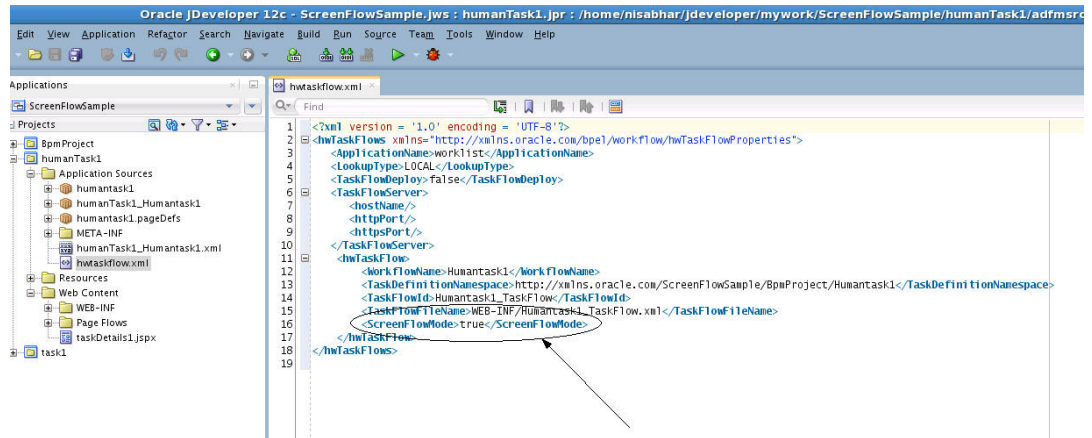 Oracle JDeveloper 12c - ScreenFlowSample.jws : humanTask1.jpr : /home/nisabhar/jdeveloper/mywork/ScreenFlowSample/humanTask1/adfmsrc
Edit View Application Refactor Search Navigate Build Run Source Team Tools Window Help
Applications
ScreenFlowSample
Projects
BpmProject
humanTask1
Application Sources
humantask1
humanTask1_Humantask1
humantask1.pageDefs
META-INF
humanTask1_Humantask1.xml
hwtaskflow.xml
Resources
Web Content
WEB-INF
Page Flows
taskDetails1.jspx
task1
hwtaskflow.xml
Find
1 <?xml version = '1.0' encoding = 'UTF-8'?>
2 <hwTaskFlows xmlns="http://xmlns.oracle.com/bpel/workflow/hwTaskFlowProperties">
3 <ApplicationName>worklist</ApplicationName>
4 <LookupType>LOCAL</LookupType>
5 <TaskFlowDeploy>false</TaskFlowDeploy>
6 <TaskFlowServer>
7 <hostName/>
8 <httpPort/>
9 <httpsPort/>
10 </TaskFlowServer>
11 <hwTaskFlow>
12 <WorkflowName>Humantask1</WorkflowName>
13 <TaskDefinitionNamespace>http://xmlns.oracle.com/ScreenFlowSample/BpmProject/Humantask1</TaskDefinitionNamespace>
14 <TaskFlowId>Humantask1_TaskFlow</TaskFlowId>
15 <TaskFlowFileName>WEB-INF/Humantask1_TaskFlow.xml</TaskFlowFileName>
16 <ScreenFlowMode>true</ScreenFlowMode>
17 </hwTaskFlow>
18 </hwTaskFlows>
19